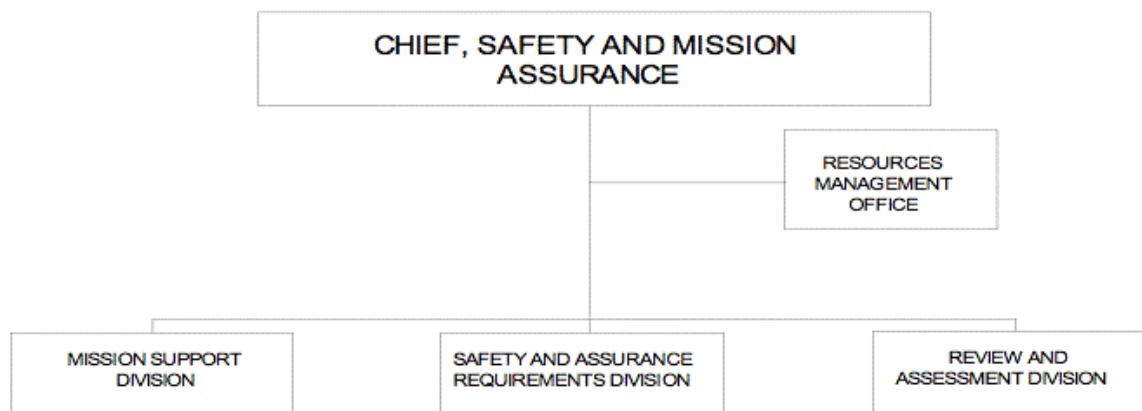 CHIEF, SAFETY AND MISSION
ASSURANCE
RESOURCES
MANAGEMENT
OFFICE
MISSION SUPPORT
DIVISION
SAFETY AND ASSURANCE
REQUIREMENTS DIVISION
REVIEW AND
ASSESSMENT DIVISION